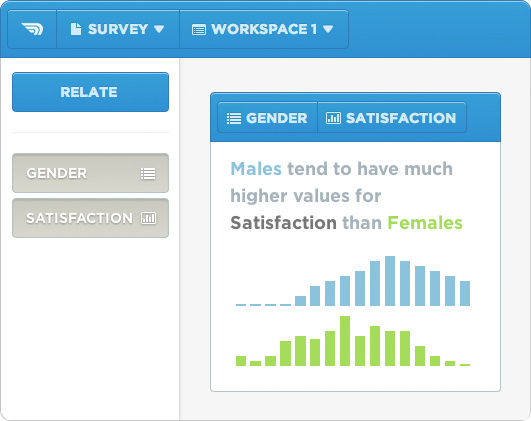 SURVEY
WORKSPACE 1
RELATE
GENDER
SATISFACTION
GENDER
SATISFACTION
Males tend to have much
higher values for
Satisfaction than Females